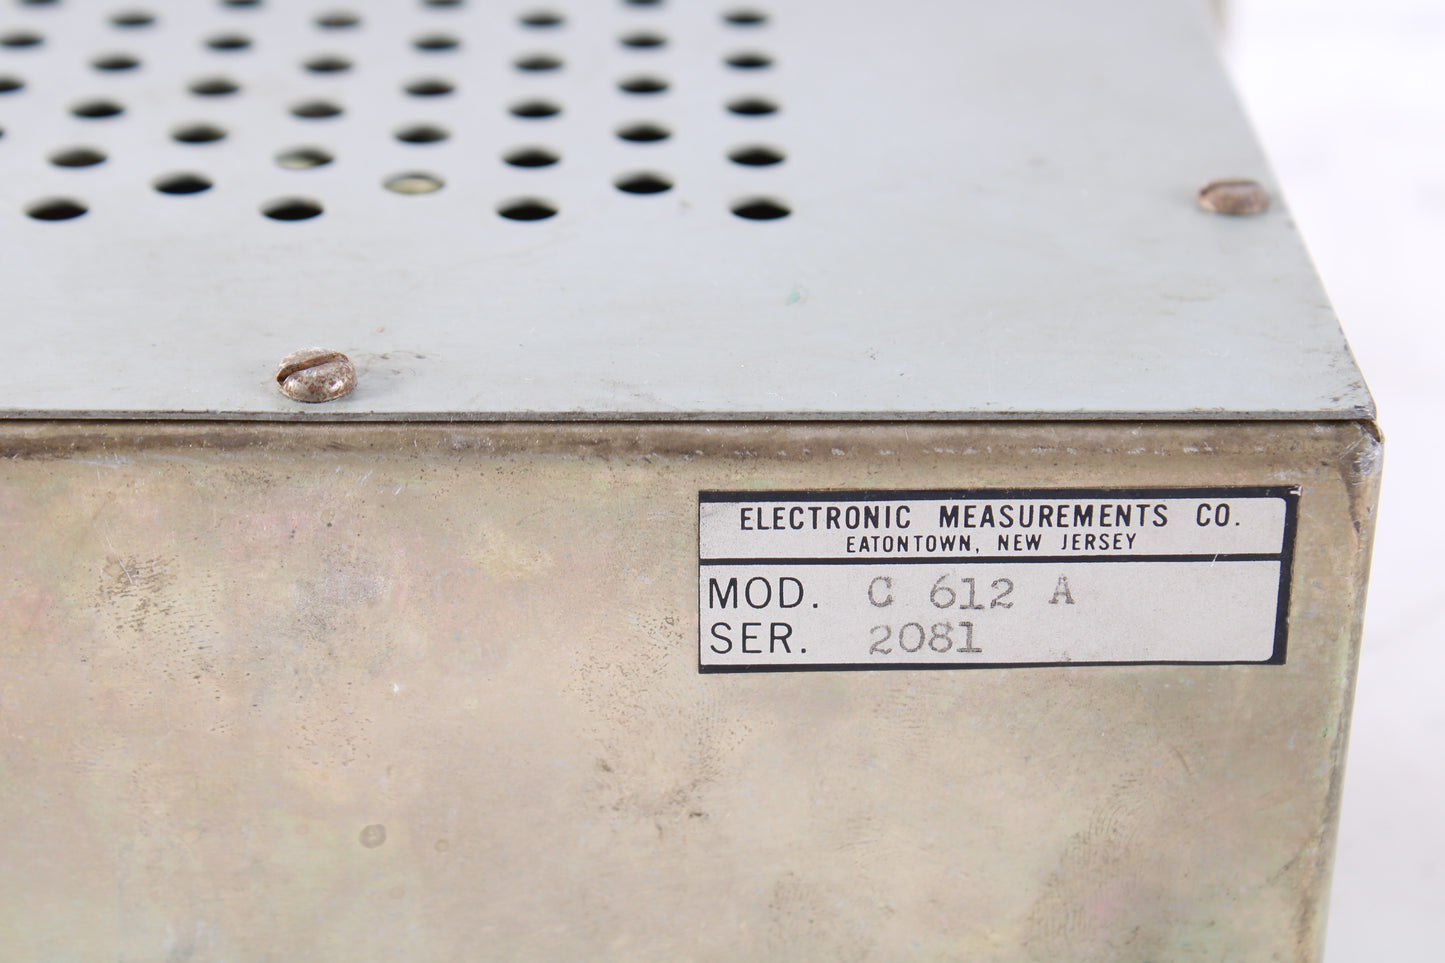 ELECTRONIC MEASUREMENTS CO.
EATONTOWN, NEW JERSEY
MOD. C 612 A
SER. 2081